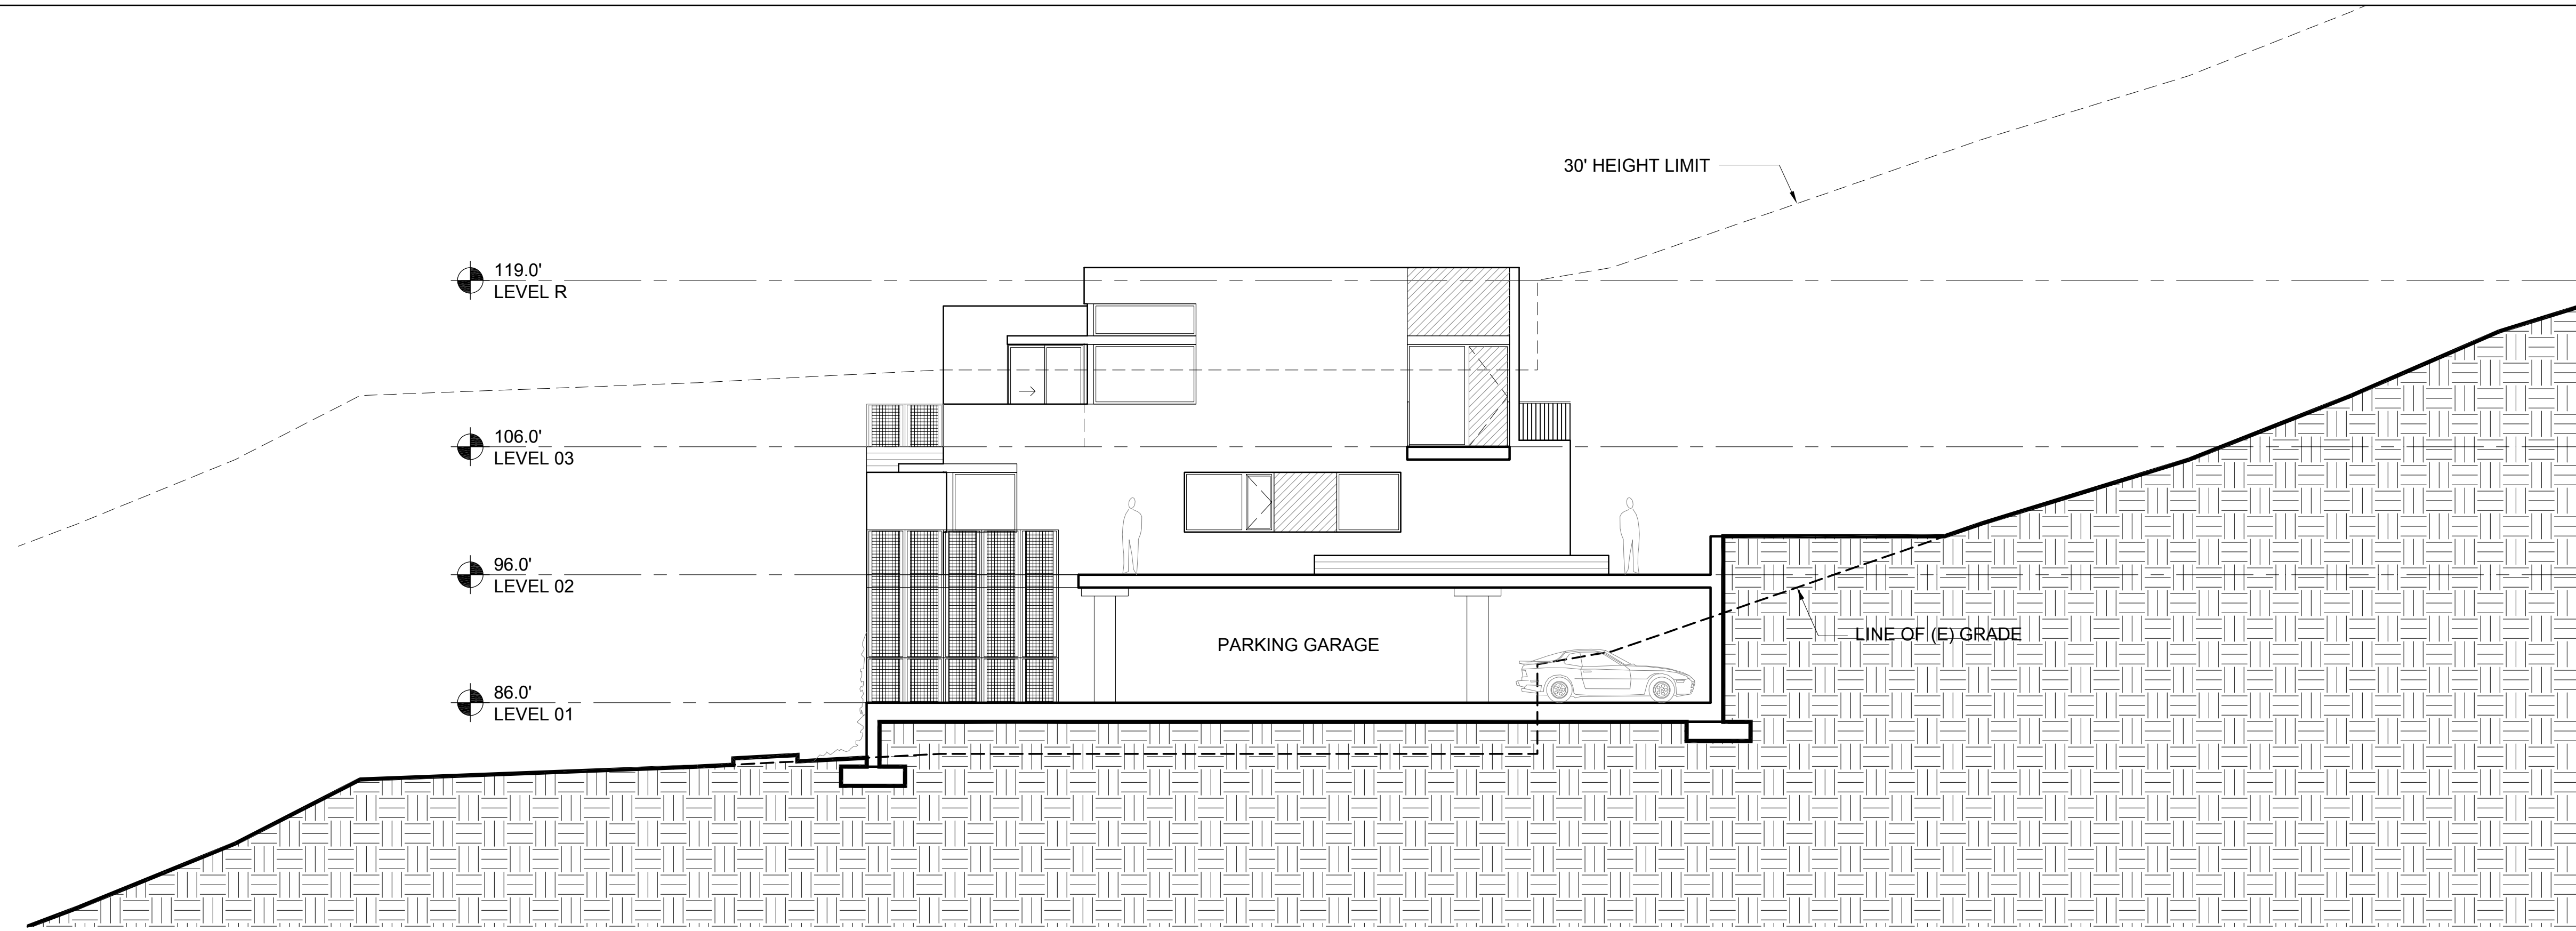 30' HEIGHT LIMIT
119.0'
LEVEL R
106.0'
LEVEL 03
96.0'
LEVEL 02
PARKING GARAGE
LINE OF (E) GRADE
86.0'
LEVEL 01